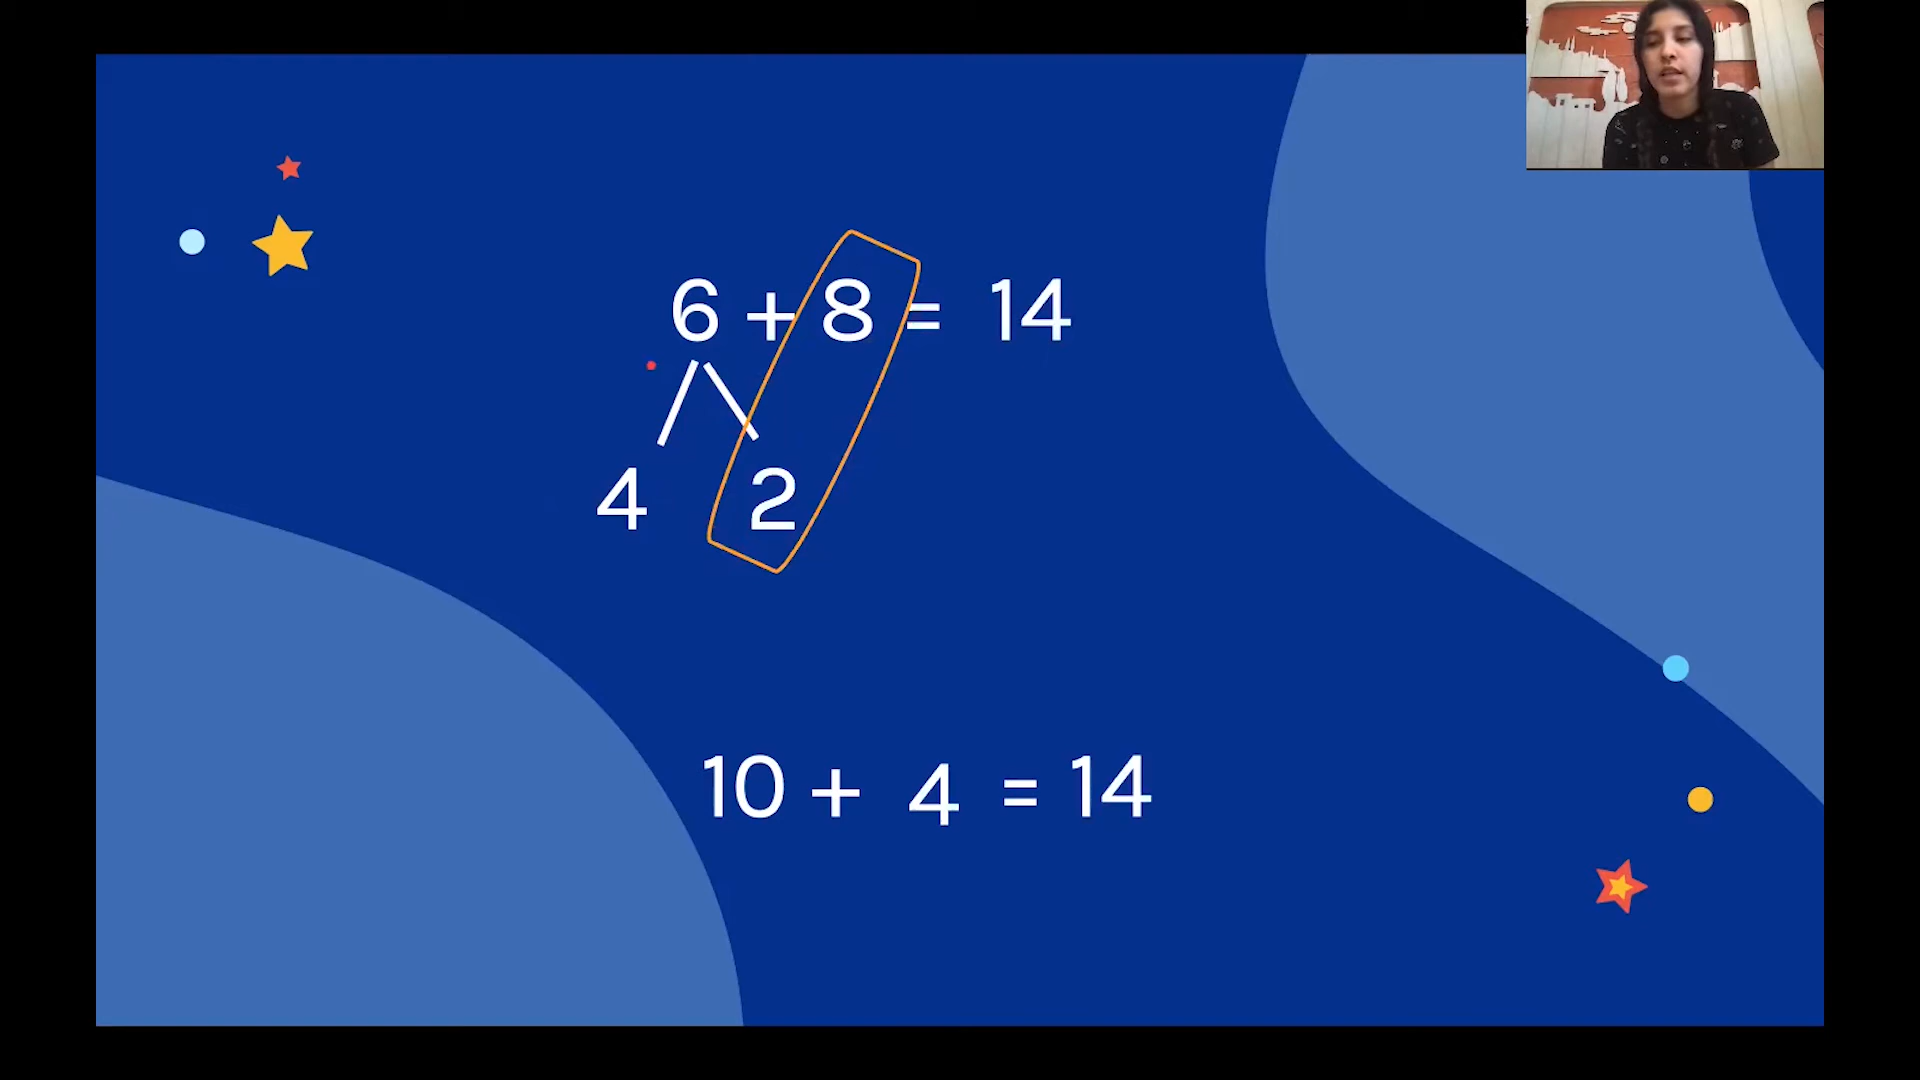 6 + 8 = 14
4 2
10 + 4 = 14